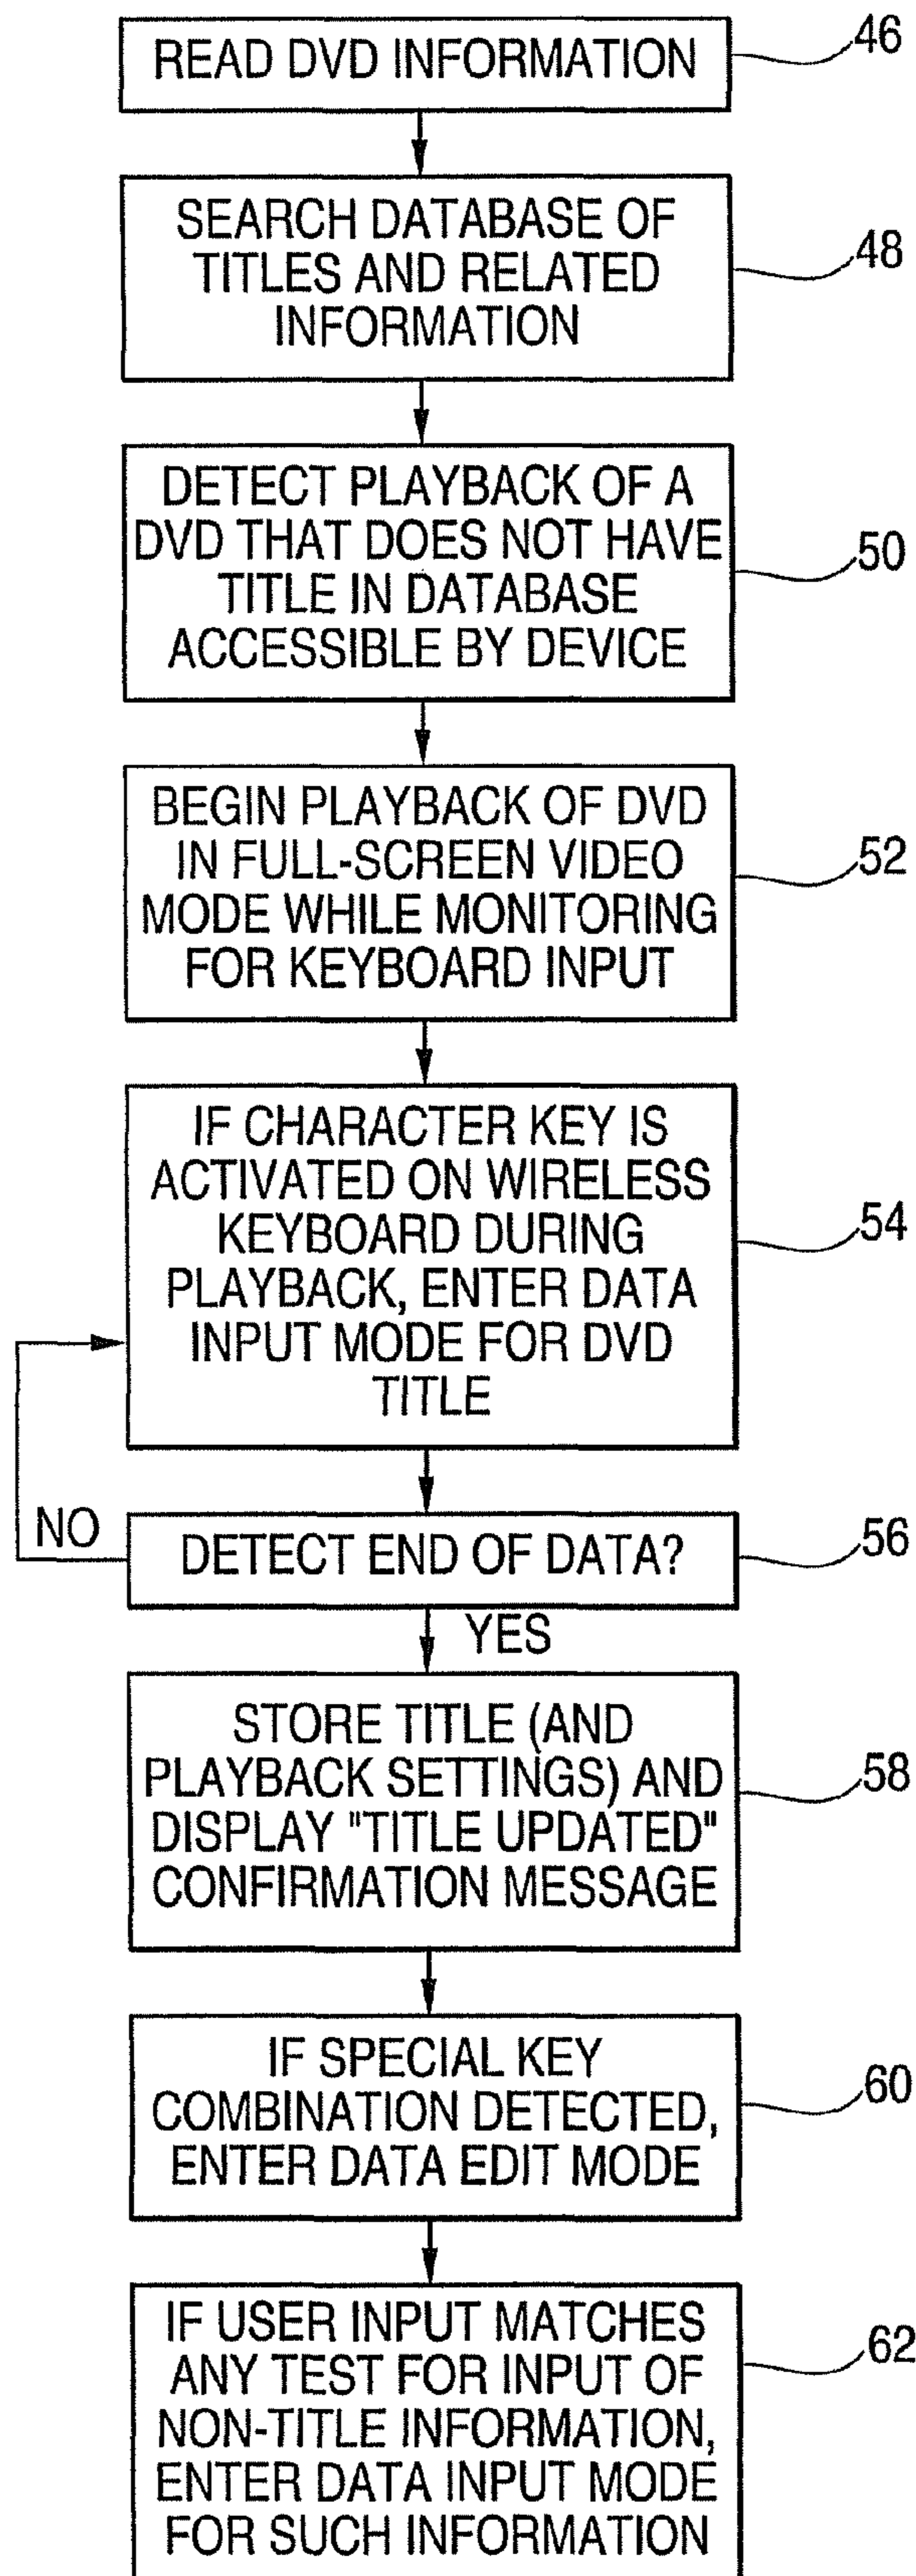 READ DVD INFORMATION
46
SEARCH DATABASE OF
TITLES AND RELATED
INFORMATION
48
DETECT PLAYBACK OF A
DVD THAT DOES NOT HAVE
TITLE IN DATABASE
ACCESSIBLE BY DEVICE
50
BEGIN PLAYBACK OF DVD
IN FULL-SCREEN VIDEO
MODE WHILE MONITORING
FOR KEYBOARD INPUT
52
IF CHARACTER KEY IS
ACTIVATED ON WIRELESS
KEYBOARD DURING
PLAYBACK, ENTER DATA
INPUT MODE FOR DVD
TITLE
54
NO
DETECT END OF DATA?
56
YES
STORE TITLE (AND
PLAYBACK SETTINGS) AND
DISPLAY "TITLE UPDATED"
CONFIRMATION MESSAGE
58
IF SPECIAL KEY
COMBINATION DETECTED,
ENTER DATA EDIT MODE
60
IF USER INPUT MATCHES
ANY TEST FOR INPUT OF
NON-TITLE INFORMATION,
ENTER DATA INPUT MODE
FOR SUCH INFORMATION
62